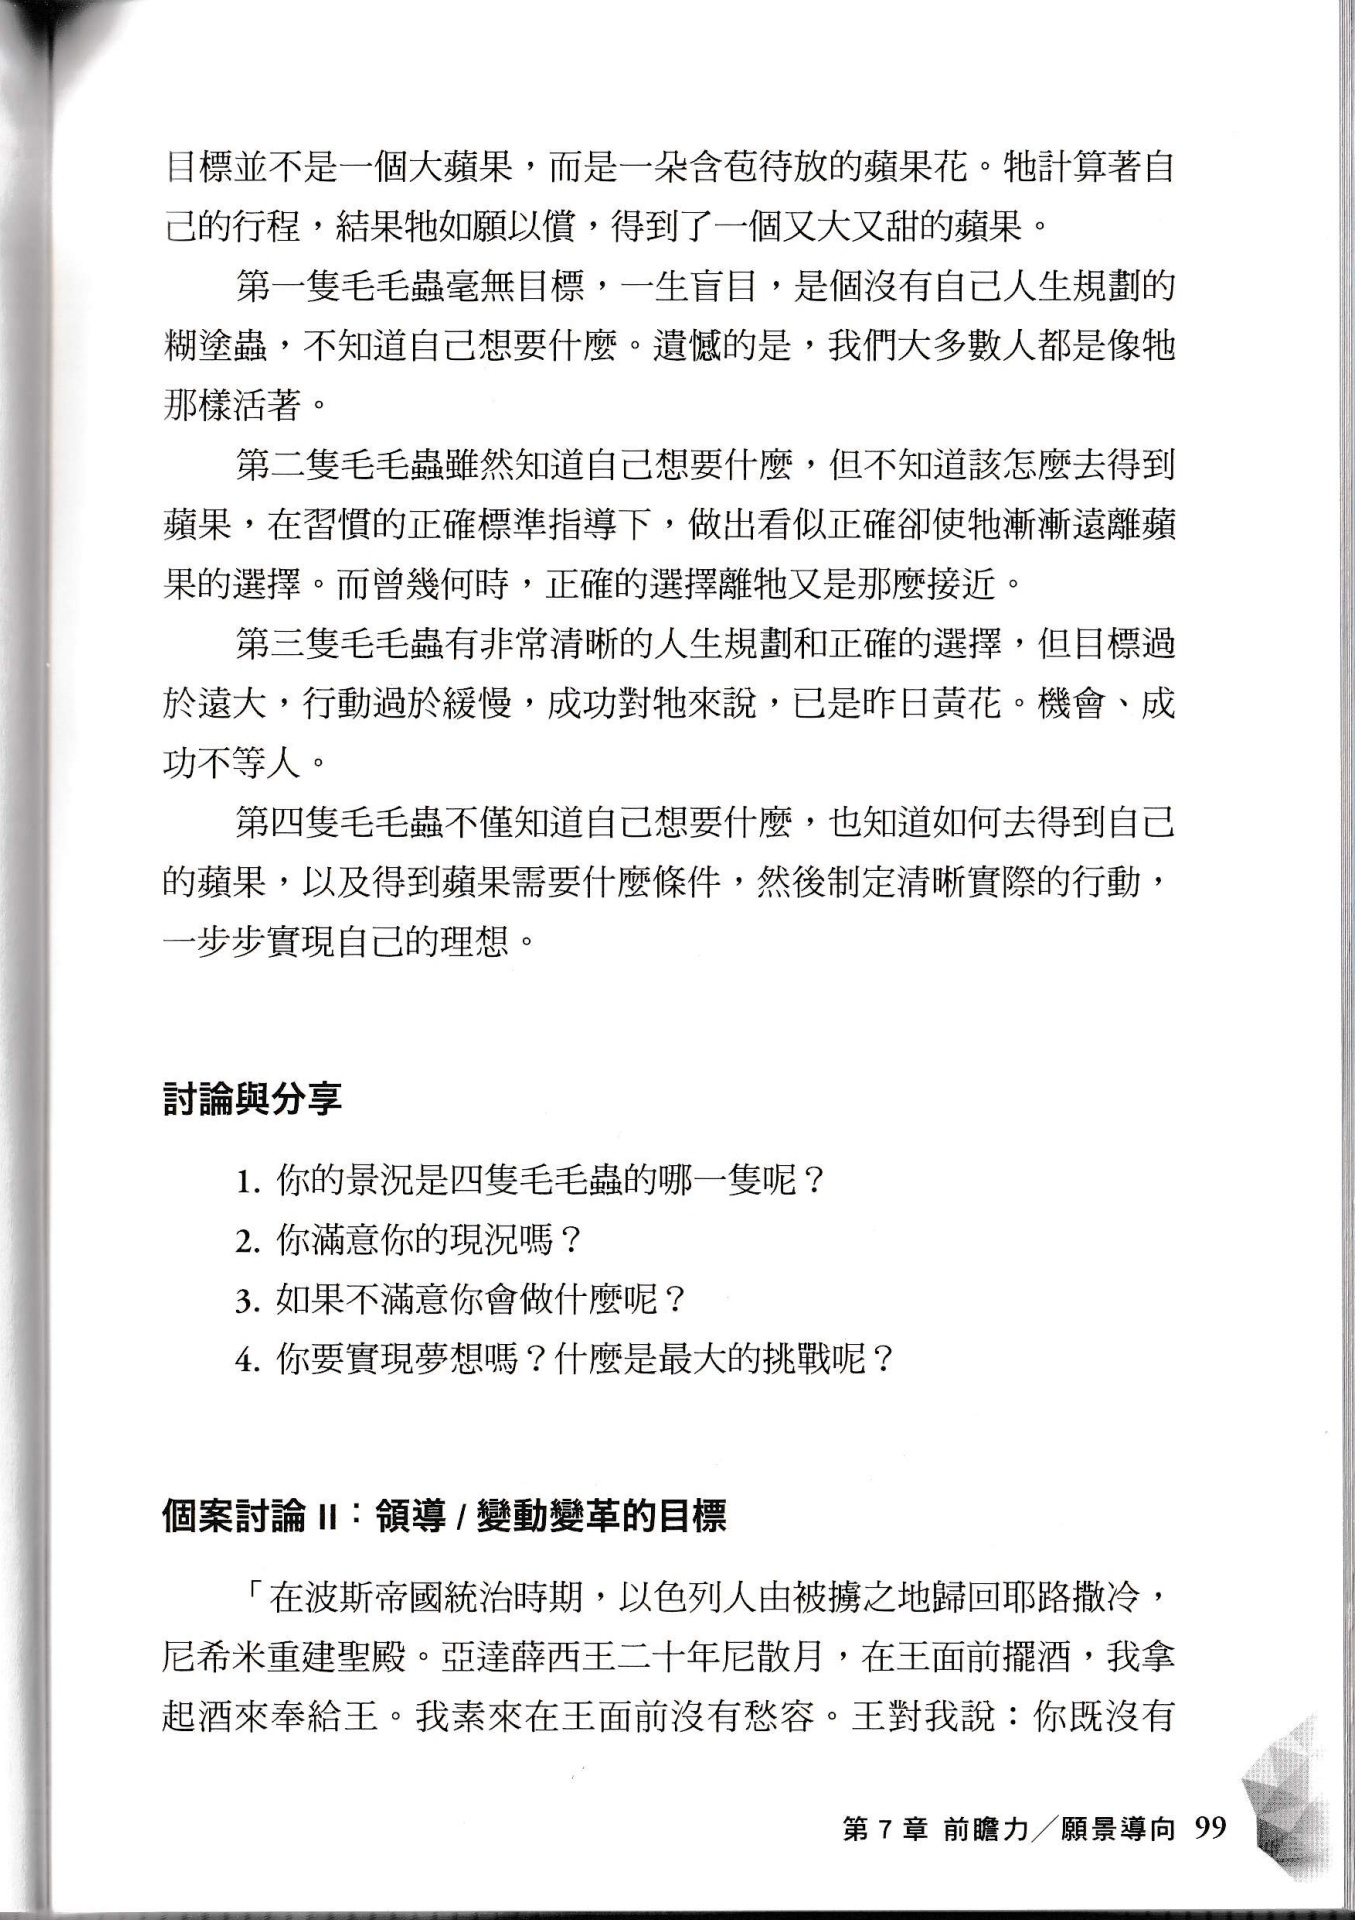 目標並不是一個大蘋果，而是一朵含苞待放的蘋果花。牠計算著自
己的行程，結果牠如願以償，得到了一個又大又甜的蘋果。
第一隻毛毛蟲毫無目標，一生盲目，是個沒有自己人生規劃的
糊塗蟲，不知道自己想要什麼。遺憾的是，我們大多數人都是像牠
那樣活著。
第二隻毛毛蟲雖然知道自己想要什麼，但不知道該怎麼去得到
蘋果，在習慣的正確標準指導下，做出看似正確卻使牠漸漸遠離蘋
果的選擇。而曾幾何時，正確的選擇離牠又是那麼接近。
第三隻毛毛蟲有非常清晰的人生規劃和正確的選擇，但目標過
於遠大，行動過於緩慢，成功對牠來說，已是昨日黃花。機會、成
功不等人。
第四隻毛毛蟲不僅知道自己想要什麼，也知道如何去得到自己
的蘋果，以及得到蘋果需要什麼條件，然後制定清晰實際的行動，
一步步實現自己的理想。
討論與分享
1. 你的景況是四隻毛毛蟲的哪一隻呢？
2. 你滿意你的現況嗎？
3. 如果不滿意你會做什麼呢？
4. 你要實現夢想嗎？什麼是最大的挑戰呢？
個案討論 II：領導 / 變動變革的目標
「在波斯帝國統治時期，以色列人由被擄之地歸回耶路撒冷，
尼希米重建聖殿。亞達薛西王二十年尼散月，在王面前擺酒，我拿
起酒來奉給王。我素來在王面前沒有愁容。王對我說：你既沒有
第 7 章 前瞻力／願景導向 99